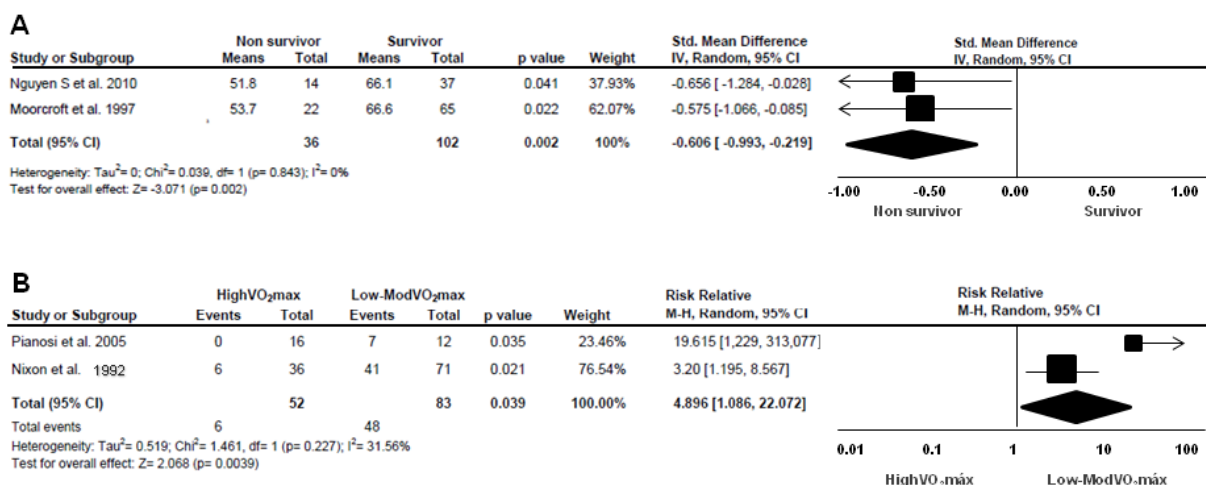 A
Non survivor Survivor Std. Mean Difference Std. Mean Difference
Study or Subgroup Means Total Means Total p value Weight IV, Random, 95% CI IV, Random, 95% CI
Nguyen S et al. 2010 51.8 14 66.1 37 0.041 37.93% -0.656 [ -1.284, -0.028)
Moorcroft et al. 1997 53.7 22 66.6 65 0.022 62.07% -0.575 [-1.066, -0.085]
Total (95% CI) 36 102 0.002 100% -0.606 [ -0.993, -0.219]
Heterogeneity: Tau²= 0; Chi²= 0.039, df= 1 (p= 0.843); I²= 0%
Test for overall effect: Z= -3.071 (p= 0.002)
-1.00 -0.50 0.00 0.50 1.00
Non survivor Survivor
B
HighVO₂max Low-ModVO₂max Risk Relative Risk Relative
Study or Subgroup Events Total Events Total p value Weight M-H, Random, 95% CI M-H, Random, 95% CI
Pianosi et al. 2005 0 16 7 12 0.035 23.46% 19.615 [1,229, 313,077]
Nixon et al. 1992 6 36 41 71 0.021 76.54% 3.20 [1.195, 8.567]
Total (95% CI) 52 83 0.039 100.00% 4.896 [1.086, 22.072]
Total events 6 48
Heterogeneity: Tau²= 0.519; Chi²= 1.461, df= 1 (p= 0.227); I²= 31.56%
Test for overall effect: Z= 2.068 (p= 0.0039)
0.01 0.1 1 10 100
HighVO₂máx Low-ModVO₂máx